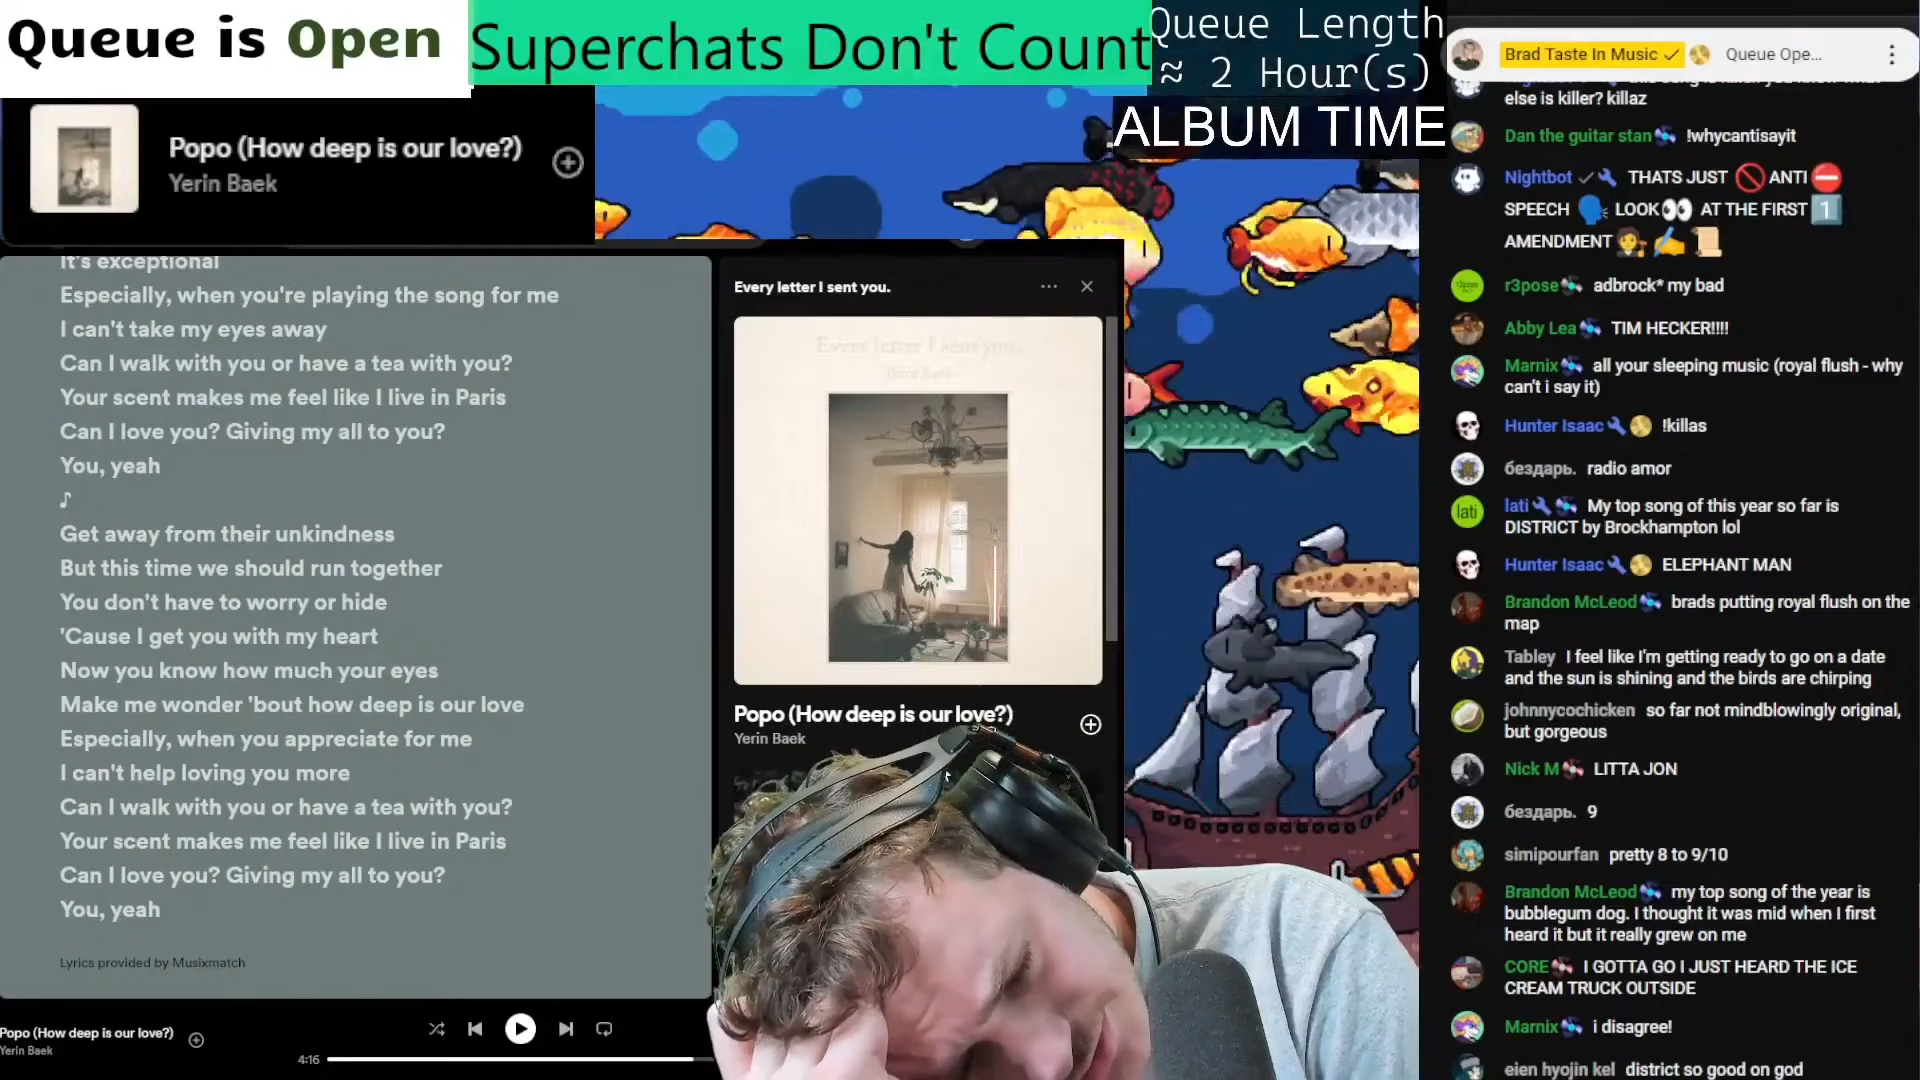 Queue is Open
Superchats Don't Count
Queue Length
≈ 2 Hour(s)
ALBUM TIME
Popo (How deep is our love?)
Yerin Baek
It's exceptional
Especially, when you're playing the song for me
I can't take my eyes away
Can I walk with you or have a tea with you?
Your scent makes me feel like I live in Paris
Can I love you? Giving my all to you?
You, yeah
♪
Get away from their unkindness
But this time we should run together
You don't have to worry or hide
'Cause I get you with my heart
Now you know how much your eyes
Make me wonder 'bout how deep is our love
Especially, when you appreciate for me
I can't help loving you more
Can I walk with you or have a tea with you?
Your scent makes me feel like I live in Paris
Can I love you? Giving my all to you?
You, yeah
Lyrics provided by Musixmatch
Popo (How deep is our love?)
Yerin Baek
4:16
Every letter I sent you.
Every letter I sent you.
Yerin Baek
Popo (How deep is our love?)
Yerin Baek
Brad Taste In Music ✓ Queue Ope...
else is killer? killaz
Dan the guitar stan !whycantisayit
Nightbot THATS JUST 🚫 ANTI ⛔
SPEECH 🗣️ LOOK 👀 AT THE FIRST 1️⃣
AMENDMENT 🧑‍⚖️ ✍️ 📜
r3pose adbrock* my bad
Abby Lea TIM HECKER!!!!
Marnix all your sleeping music (royal flush - why
can't i say it)
Hunter Isaac !killas
бездарь. radio amor
lati
lati My top song of this year so far is
DISTRICT by Brockhampton lol
Hunter Isaac ELEPHANT MAN
Brandon McLeod brads putting royal flush on the
map
Tabley I feel like I'm getting ready to go on a date
and the sun is shining and the birds are chirping
johnnycochicken so far not mindblowingly original,
but gorgeous
Nick M LITTA JON
бездарь. 9
simipourfan pretty 8 to 9/10
Brandon McLeod my top song of the year is
bubblegum dog. I thought it was mid when I first
heard it but it really grew on me
CORE I GOTTA GO I JUST HEARD THE ICE
CREAM TRUCK OUTSIDE
Marnix i disagree!
eien hyojin kel district so good on god